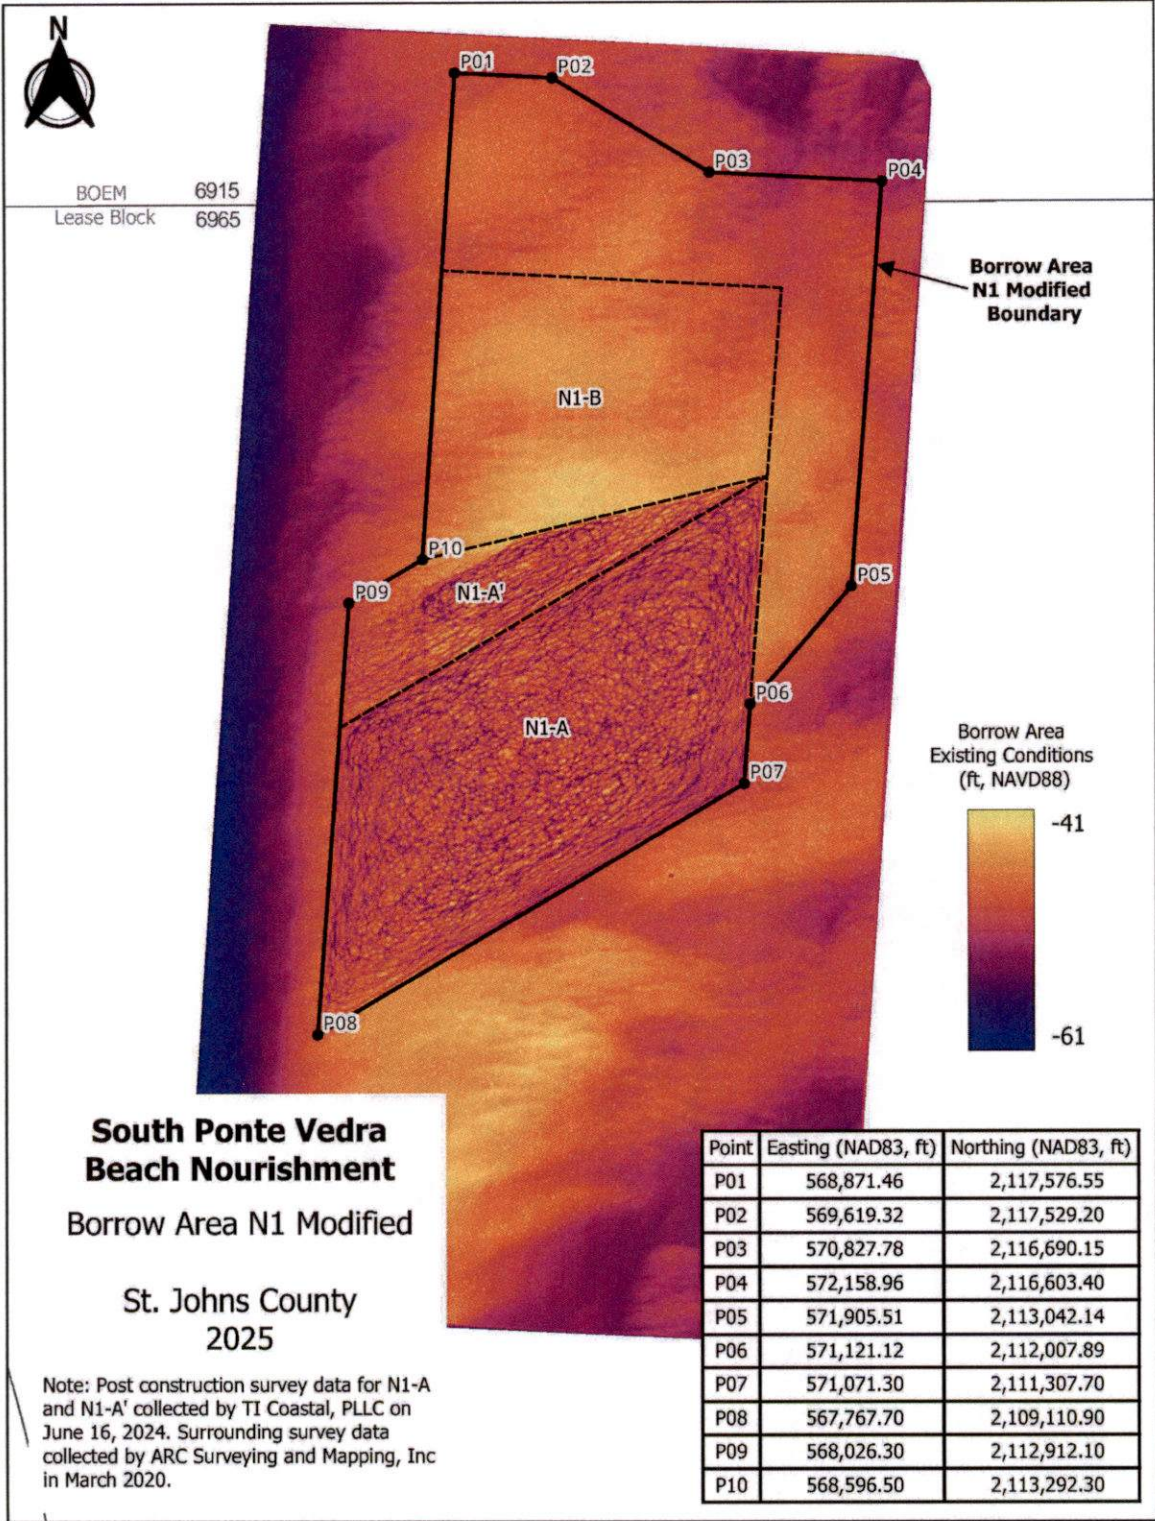 N
P01
P02
P03
P04
BOEM 6915
Lease Block 6965
Borrow Area
N1 Modified
Boundary
N1-B
P10
P05
P09
N1-A'
P06
N1-A
P07
Borrow Area
Existing Conditions
(ft, NAVD88)
-41
-61
P08
South Ponte Vedra
Beach Nourishment
Borrow Area N1 Modified
St. Johns County
2025
Note: Post construction survey data for N1-A
and N1-A' collected by TI Coastal, PLLC on
June 16, 2024. Surrounding survey data
collected by ARC Surveying and Mapping, Inc
in March 2020.
Point Easting (NAD83, ft) Northing (NAD83, ft)
P01 568,871.46 2,117,576.55
P02 569,619.32 2,117,529.20
P03 570,827.78 2,116,690.15
P04 572,158.96 2,116,603.40
P05 571,905.51 2,113,042.14
P06 571,121.12 2,112,007.89
P07 571,071.30 2,111,307.70
P08 567,767.70 2,109,110.90
P09 568,026.30 2,112,912.10
P10 568,596.50 2,113,292.30